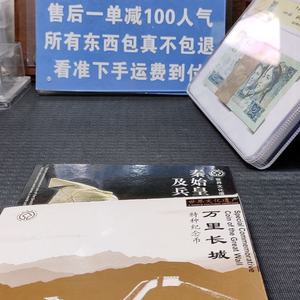 售后一单减100人气
所有东西包真不包退
看准下手运费到付
秦始皇
及兵
世界文化遗产
万里长城
特种纪念币
Special Commemorative
Coin of the Great Wall